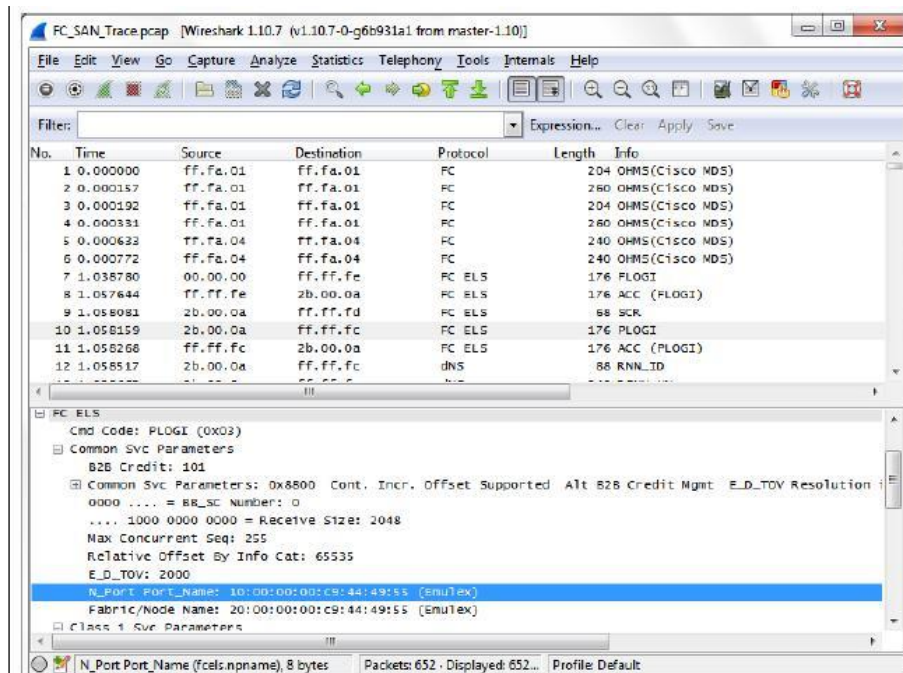 FC_SAN_Trace.pcap [Wireshark 1.10.7 (v1.10.7-0-g6b931a1 from master-1.10)]
File Edit View Go Capture Analyze Statistics Telephony Tools Internals Help
Filter: Expression... Clear Apply Save
No. Time Source Destination Protocol Length Info
1 0.000000 ff.fa.01 ff.fa.01 FC 204 OHMS(Cisco MDS)
2 0.000157 ff.fa.01 ff.fa.01 FC 260 OHMS(Cisco MDS)
3 0.000192 ff.fa.01 ff.fa.01 FC 204 OHMS(Cisco MDS)
4 0.000331 ff.fa.01 ff.fa.01 FC 260 OHMS(Cisco MDS)
5 0.000633 ff.fa.04 ff.fa.04 FC 240 OHMS(Cisco MDS)
6 0.000772 ff.fa.04 ff.fa.04 FC 240 OHMS(Cisco MDS)
7 1.038780 00.00.00 ff.ff.fe FC ELS 176 FLOGI
8 1.057644 ff.ff.fe 2b.00.0a FC ELS 176 ACC (FLOGI)
9 1.058081 2b.00.0a ff.ff.fd FC ELS 68 SCR
10 1.058159 2b.00.0a ff.ff.fc FC ELS 176 PLOGI
11 1.058268 ff.ff.fc 2b.00.0a FC ELS 176 ACC (PLOGI)
12 1.058517 2b.00.0a ff.ff.fc dNS 88 RNN_ID
FC ELS
Cmd Code: PLOGI (0x03)
Common Svc Parameters
B2B Credit: 101
Common Svc Parameters: 0x8800 Cont. Incr. Offset Supported Alt B2B Credit Mgmt E_D_TOV Resolution i
0000 .... = BB_SC Number: 0
.... 1000 0000 0000 = Receive Size: 2048
Max Concurrent Seq: 255
Relative Offset By Info Cat: 65535
E_D_TOV: 2000
N_Port Port_Name: 10:00:00:00:c9:44:49:55 (Emulex)
Fabric/Node Name: 20:00:00:00:c9:44:49:55 (Emulex)
Class 1 Svc Parameters
N_Port Port_Name (fcels.npname), 8 bytes Packets: 652 · Displayed: 652... Profile: Default